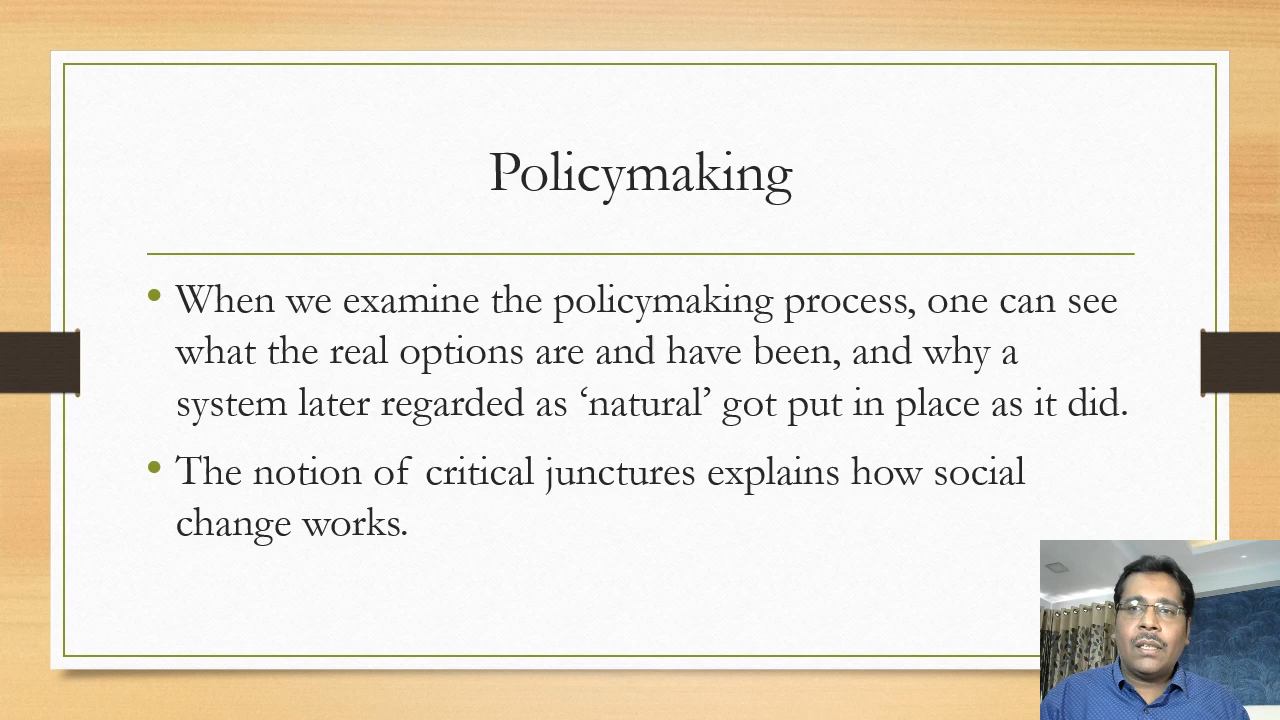 Policymaking
• When we examine the policymaking process, one can see
what the real options are and have been, and why a
system later regarded as ‘natural’ got put in place as it did.
• The notion of critical junctures explains how social
change works.